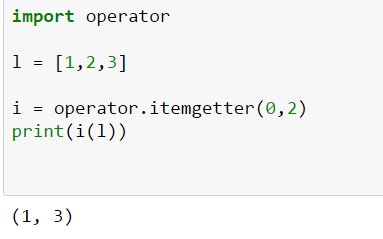 import operator
l = [1,2,3]
i = operator.itemgetter(0,2)
print(i(l))
(1, 3)